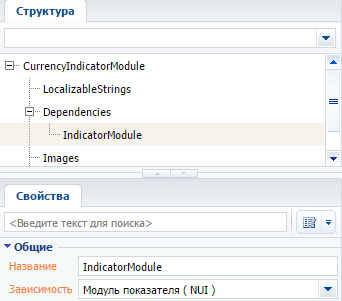 Структура
CurrencyIndicatorModule
LocalizableStrings
Dependencies
IndicatorModule
Images
Свойства
<Введите текст для поиска>
Общие
Название IndicatorModule
Зависимость Модуль показателя ( NUI )